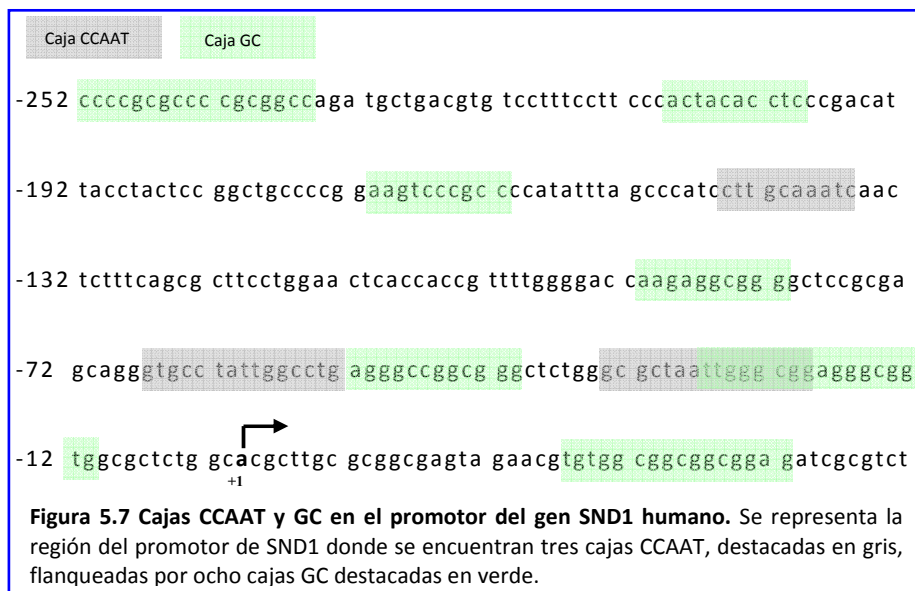 Caja CCAAT Caja GC
-252 ccccgcgccc cgcggccaga tgctgacgtg tcctttcctt cccactacac ctcccgacat
-192 tacctactcc ggctgccccg gaagtcccgc cccatattta gcccatccttgcaaatcaac
-132 tctttcagcg cttcctggaa ctcaccaccg ttttggggac caagaggcgg ggctccgcga
-72 gcagggtgcc tattggcctg agggccggcg ggctctgggc gctaattggg cggagggcgg
-12 tggcgctctg gcacgcttgc gcggcgagta gaacgtgtgg cggcggcgga gatcgcgtct
+1
Figura 5.7 Cajas CCAAT y GC en el promotor del gen SND1 humano. Se representa la
región del promotor de SND1 donde se encuentran tres cajas CCAAT, destacadas en gris,
flanqueadas por ocho cajas GC destacadas en verde.